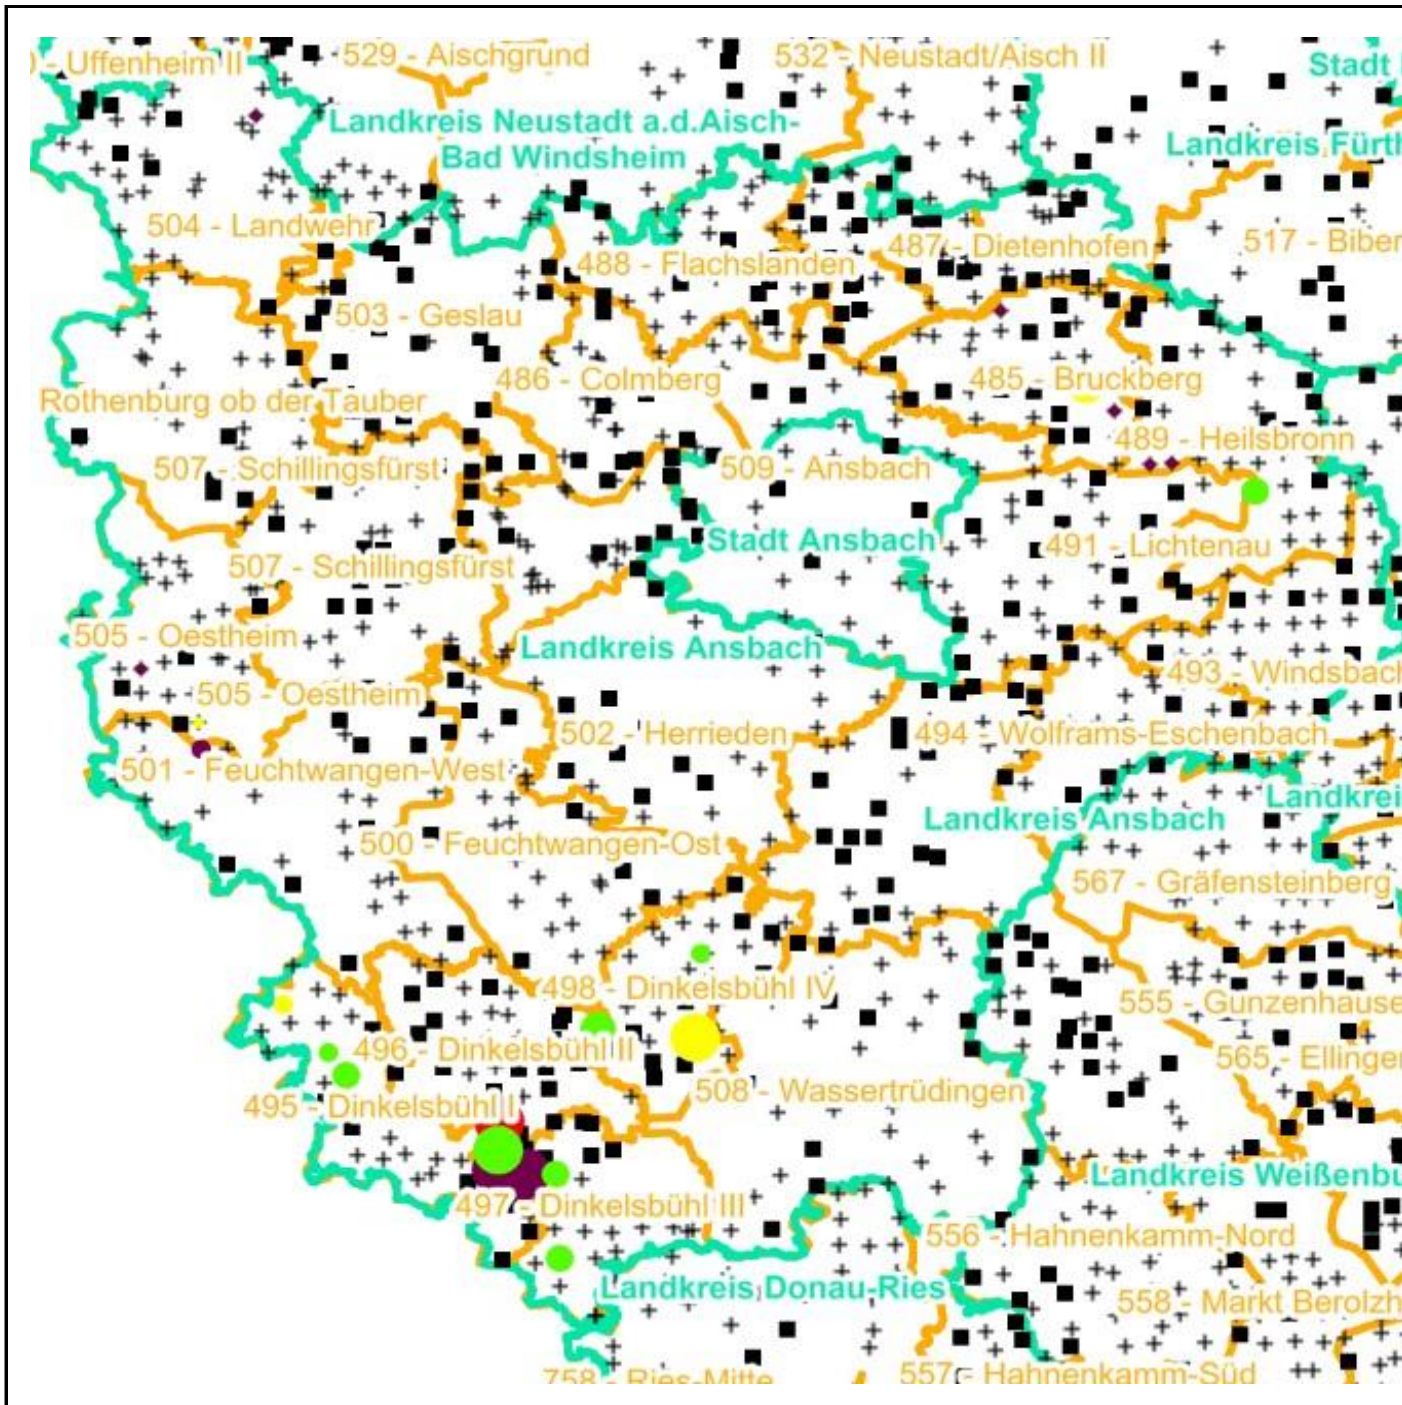 - Uffenheim II
529 - Aischgrund
532 - Neustadt/Aisch II
Stadt
Landkreis Neustadt a.d.Aisch-
Bad Windsheim
Landkreis Fürth
504 - Landwehr
488 - Flachslanden
487 - Dietenhofen
517 - Biber
503 - Geslau
486 - Colmberg
485 - Bruckberg
Rothenburg ob der Tauber
489 - Heilsbronn
507 - Schillingsfürst
509 - Ansbach
Stadt Ansbach
491 - Lichtenau
507 - Schillingsfürst
505 - Oestheim
Landkreis Ansbach
493 - Windsbach
505 - Oestheim
502 - Herrieden
494 - Wolframs-Eschenbach
501 - Feuchtwangen-West
Landkrei
Landkreis Ansbach
500 - Feuchtwangen-Ost
567 - Gräfensteinberg
498 - Dinkelsbühl IV
555 - Gunzenhause
496 - Dinkelsbühl II
565 - Ellinge
508 - Wassertrüdingen
495 - Dinkelsbühl I
Landkreis Weißenbu
497 - Dinkelsbühl III
556 - Hahnenkamm-Nord
Landkreis Donau-Ries
558 - Markt Berolzh
758 - Ries-Mitte
557 - Hahnenkamm-Süd